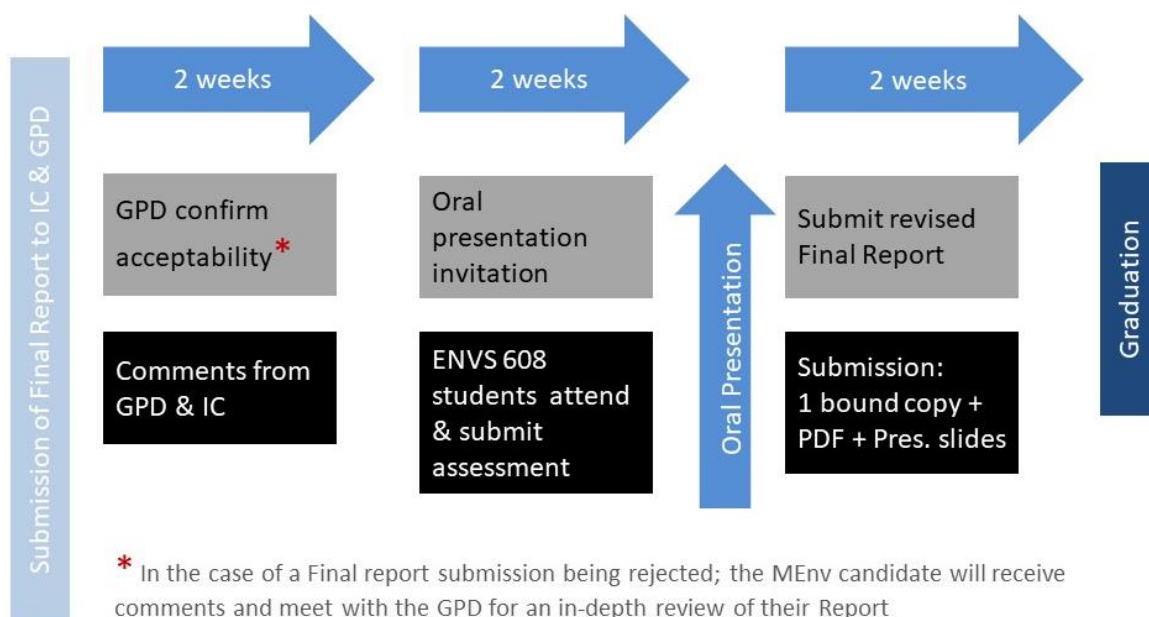 Submission of Final Report to IC & GPD
2 weeks
GPD confirm
acceptability*
Comments from
GPD & IC
2 weeks
Oral
presentation
invitation
ENVS 608
students attend
& submit
assessment
Oral Presentation
2 weeks
Submit revised
Final Report
Submission:
1 bound copy +
PDF + Pres. slides
Graduation
* In the case of a Final report submission being rejected; the MEnv candidate will receive
comments and meet with the GPD for an in-depth review of their Report